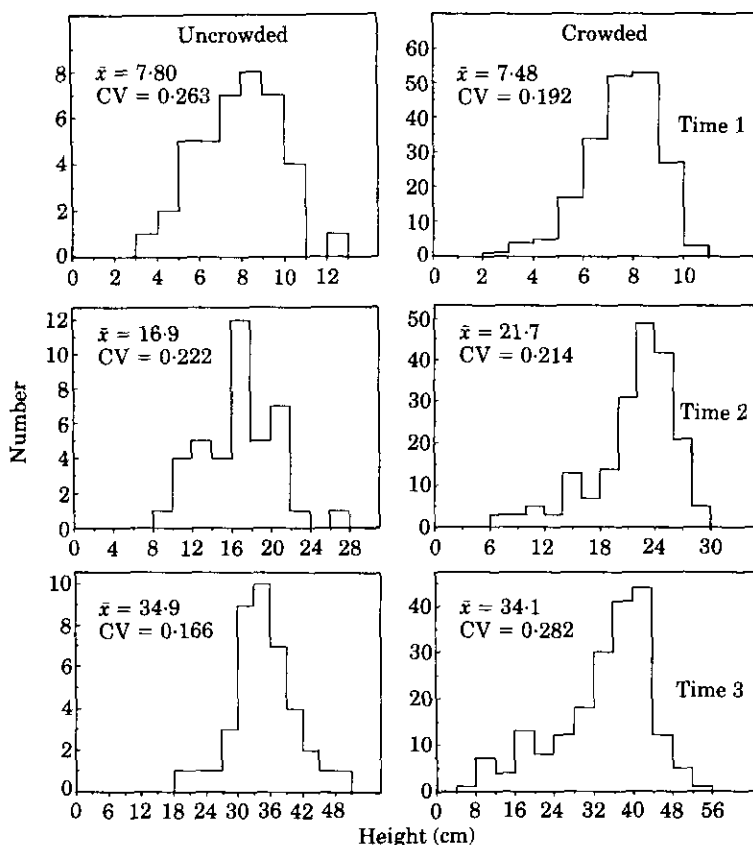 Uncrowded
x̄ = 7·80
CV = 0·263
8
6
4
2
0
0 2 4 6 8 10 12
Crowded
x̄ = 7·48
CV = 0·192
Time 1
60
50
40
30
20
10
0
0 2 4 6 8 10
x̄ = 16·9
CV = 0·222
12
10
8
6
4
2
0
0 4 8 12 16 20 24 28
x̄ = 21·7
CV = 0·214
Time 2
50
40
30
20
10
0
0 6 12 18 24 30
Number
x̄ = 34·9
CV = 0·166
10
8
6
4
2
0
0 6 12 18 24 30 36 42 48
x̄ = 34·1
CV = 0·282
Time 3
40
30
20
10
0
0 8 16 24 32 40 48 56
Height (cm)